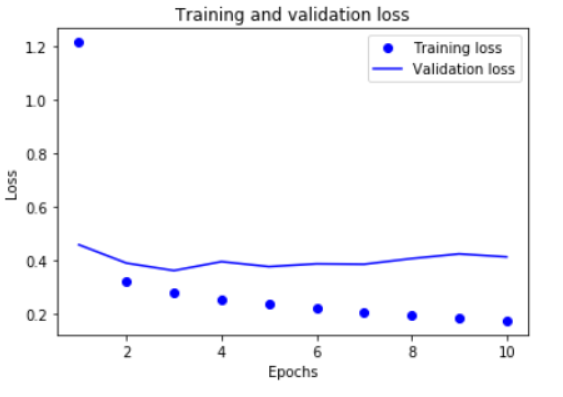 Training and validation loss
Training loss
Validation loss
1.2
1.0
0.8
0.6
0.4
0.2
Loss
2 4 6 8 10
Epochs